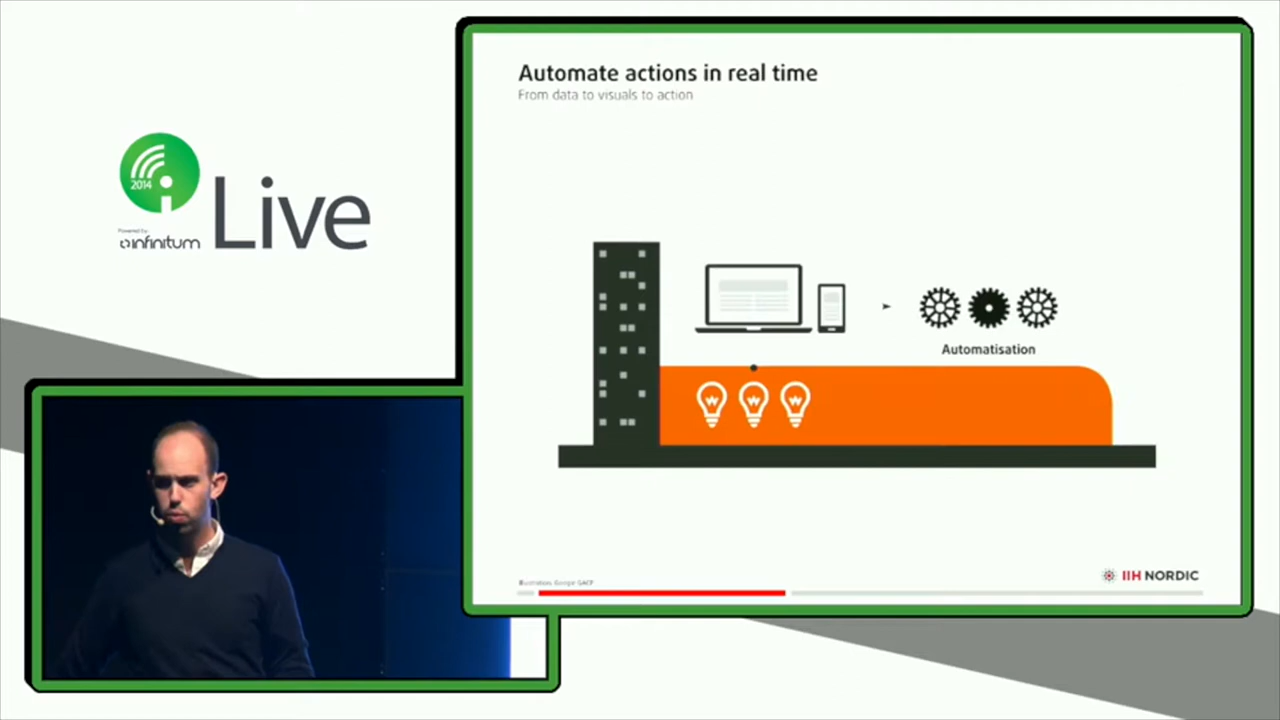 Automate actions in real time
From data to visuals to action
2014
Live
Powered by:
infinitum
Automatisation
IIH NORDIC